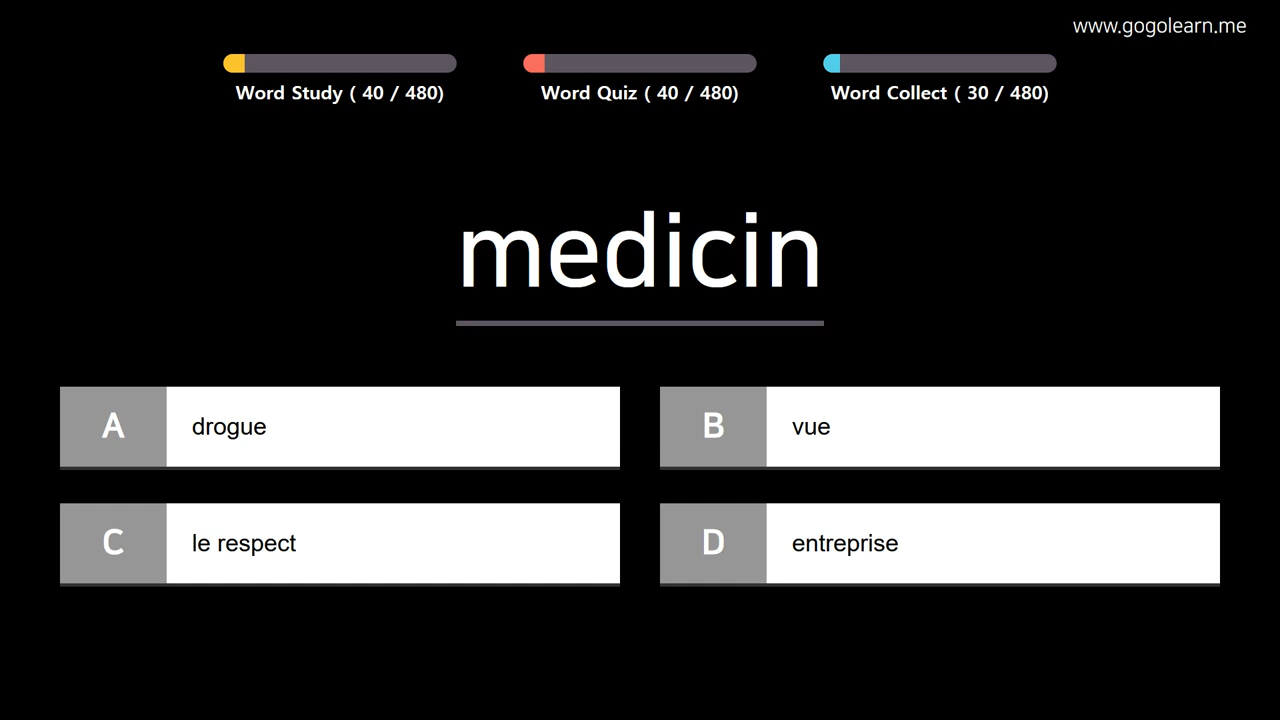 www.gogolearn.me
Word Study ( 40 / 480)
Word Quiz ( 40 / 480)
Word Collect ( 30 / 480)
medicin
A drogue
B vue
C le respect
D entreprise